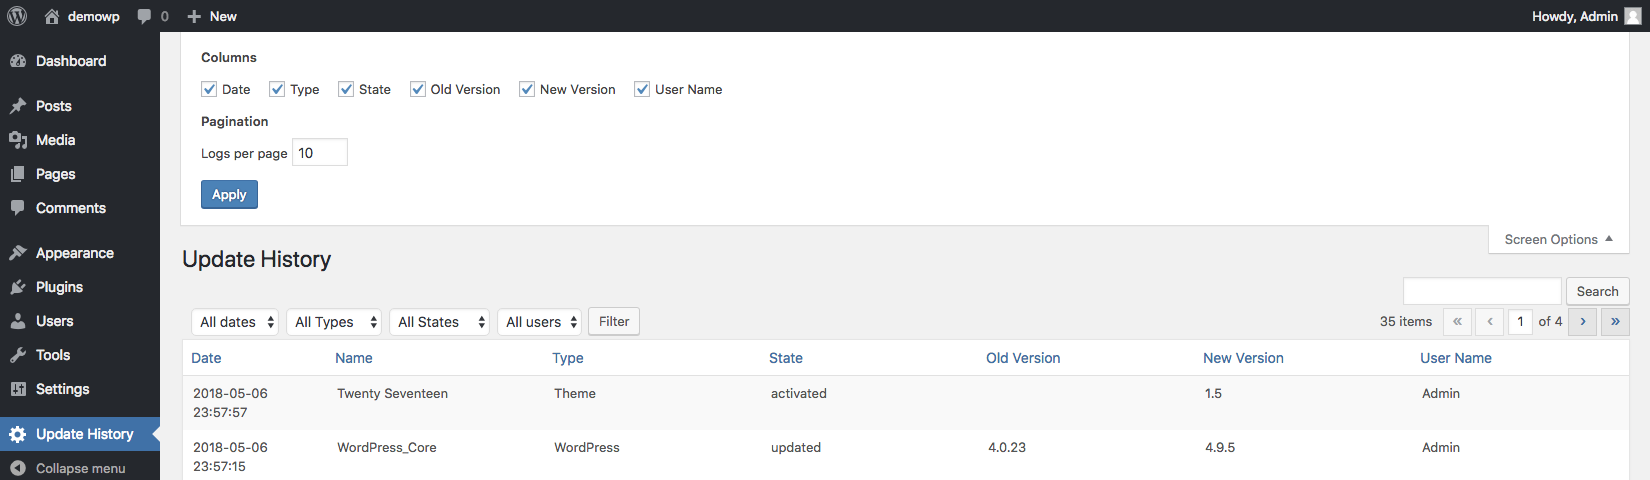 demowp 0 New Howdy, Admin
Dashboard
Posts
Media
Pages
Comments
Appearance
Plugins
Users
Tools
Settings
Update History
Collapse menu
Columns
Date Type State Old Version New Version User Name
Pagination
Logs per page 10
Apply
Screen Options
Update History
Search
All dates All Types All States All users Filter 35 items « ‹ 1 of 4 › »
Date Name Type State Old Version New Version User Name
2018-05-06 Twenty Seventeen Theme activated 1.5 Admin
23:57:57
2018-05-06 WordPress_Core WordPress updated 4.0.23 4.9.5 Admin
23:57:15